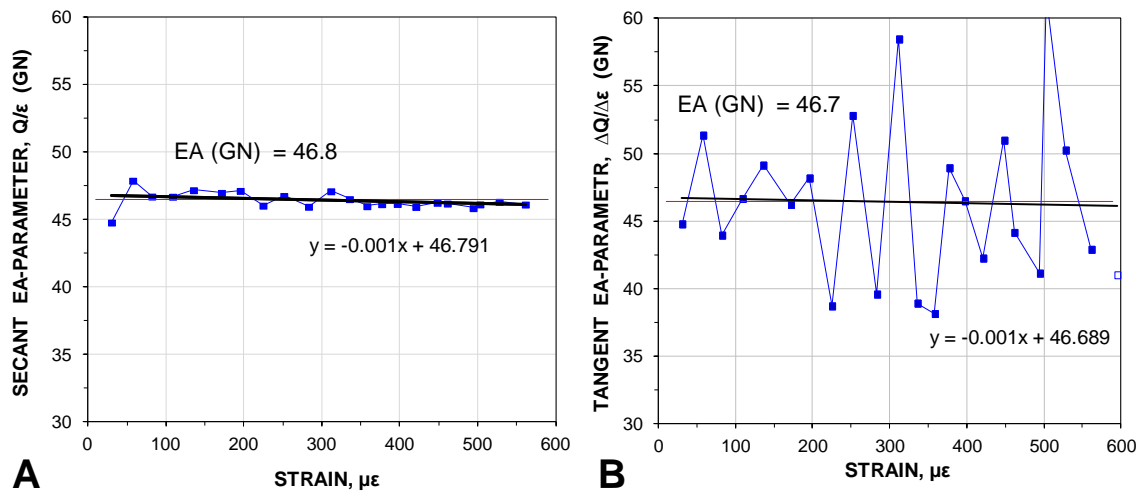 SECANT EA-PARAMETER, Q/ε (GN)
60
55
50
45
40
35
30
EA (GN) = 46.8
y = -0.001x + 46.791
0 100 200 300 400 500 600
STRAIN, µε
A
TANGENT EA-PARAMETR, ΔQ/Δε (GN)
60
55
50
45
40
35
30
EA (GN) = 46.7
y = -0.001x + 46.689
0 100 200 300 400 500 600
STRAIN, µε
B